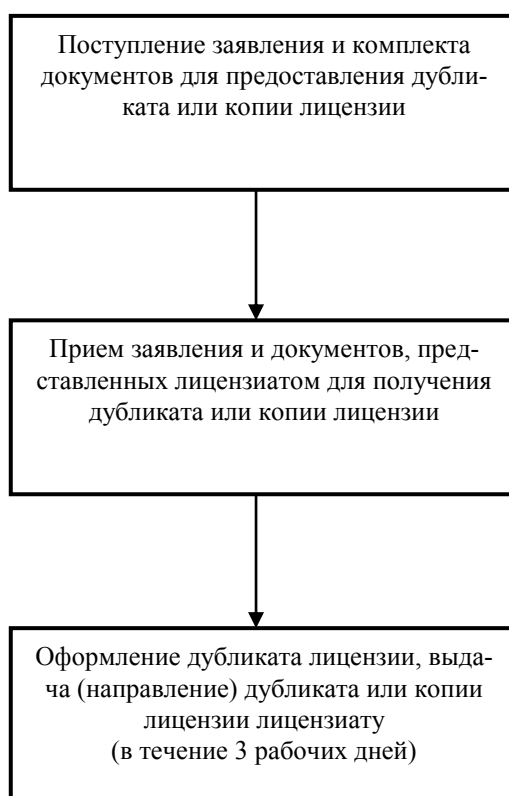 Поступление заявления и комплекта
документов для предоставления дубли-
ката или копии лицензии
Прием заявления и документов, пред-
ставленных лицензиатом для получения
дубликата или копии лицензии
Оформление дубликата лицензии, выда-
ча (направление) дубликата или копии
лицензии лицензиату
(в течение 3 рабочих дней)